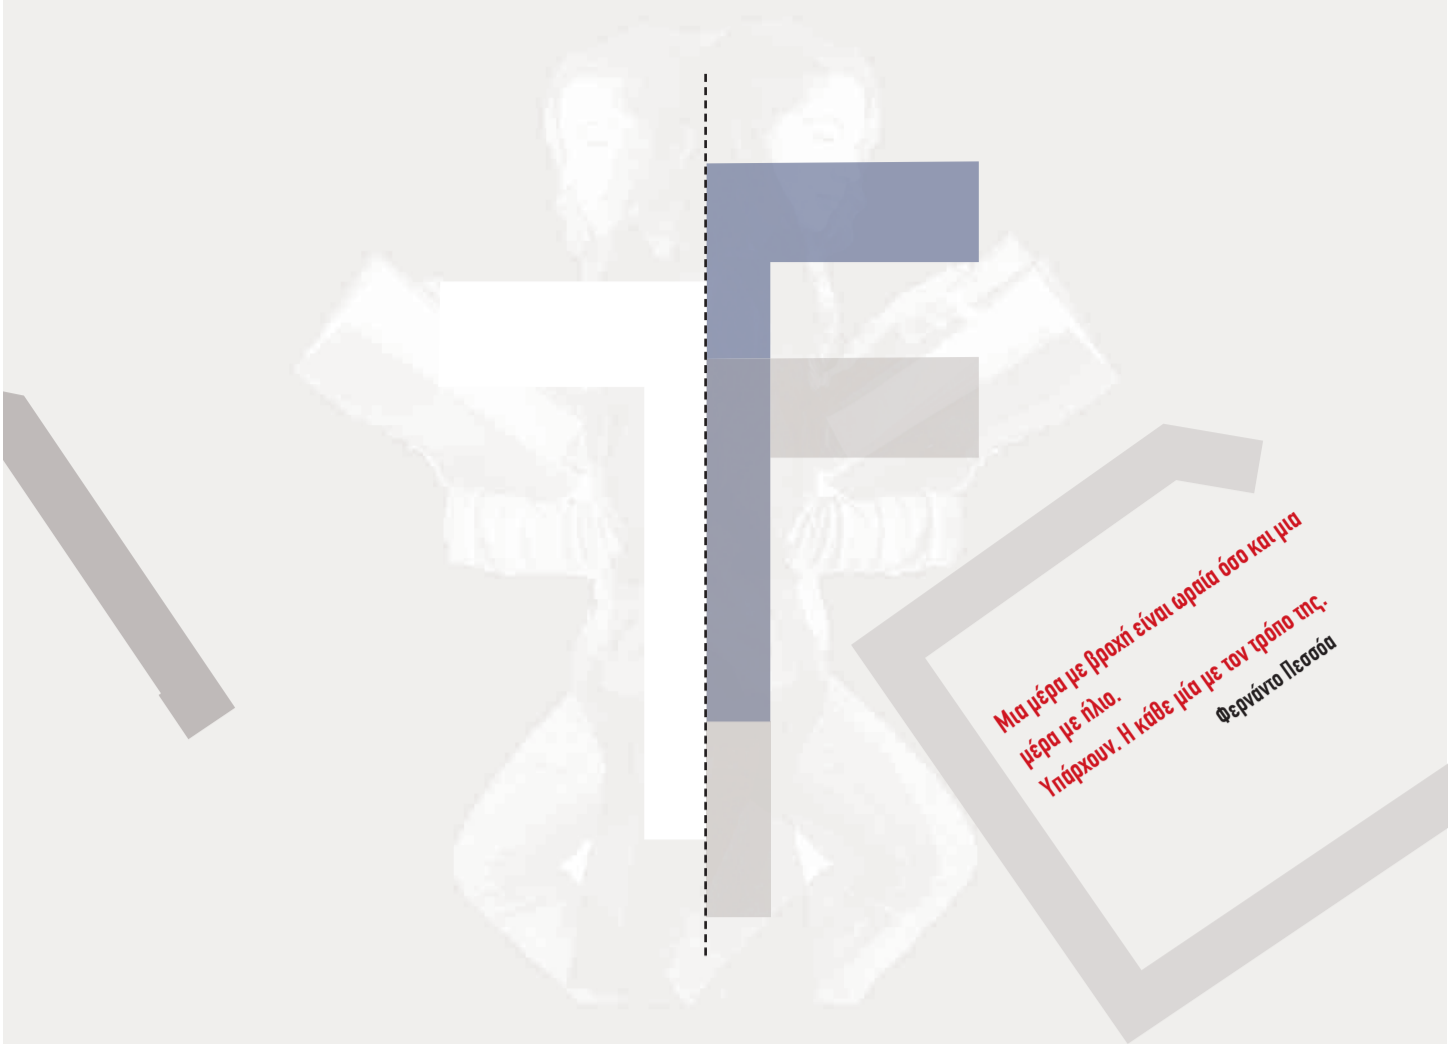 Μια μέρα με βροχή είναι ωραία όσο και μια
μέρα με ήλιο.
Υπάρχουν. Η κάθε μία με τον τρόπο της.
Φερνάντο Πεσσόα